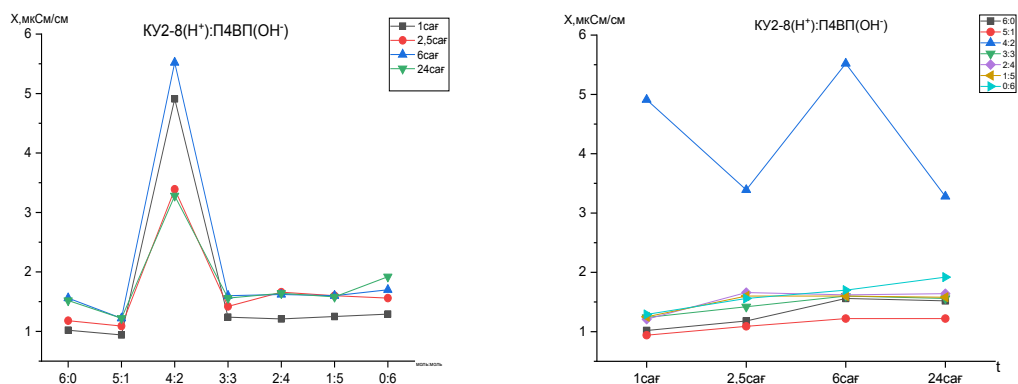 X,мкСм/см
КУ2-8(H⁺):П4ВП(OH⁻)
1сағ
2,5сағ
6сағ
24сағ
6
5
4
3
2
1
6:0
5:1
4:2
3:3
2:4
1:5
0:6
моль:моль
X,мкСм/см
КУ2-8(H⁺):П4ВП(OH⁻)
6:0
5:1
4:2
3:3
2:4
1:5
0:6
6
5
4
3
2
1
1сағ
2,5сағ
6сағ
24сағ
t